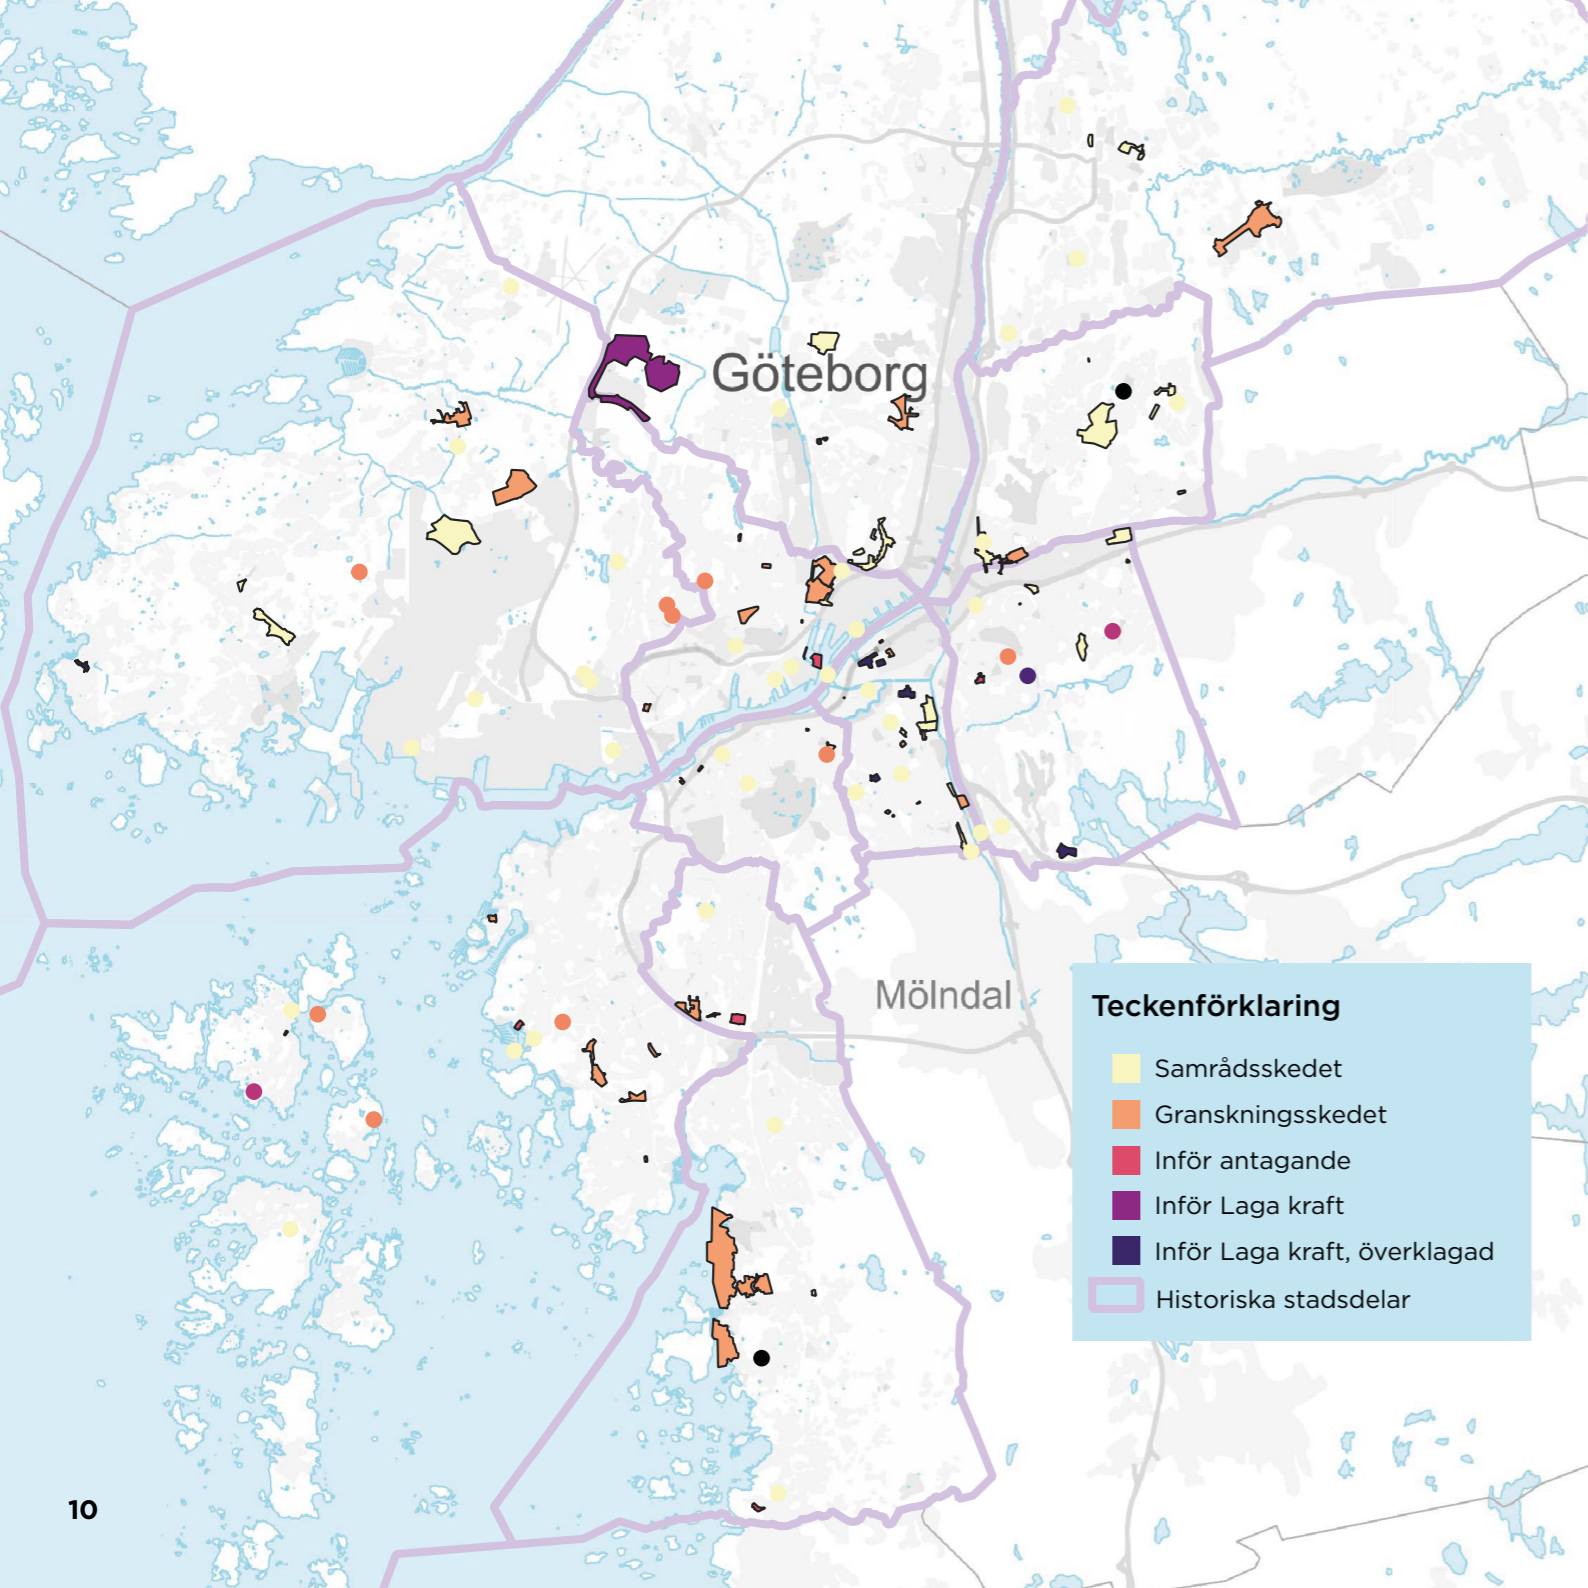 Göteborg
Mölndal
Teckenförklaring
Samrådsskedet
Granskningsskedet
Inför antagande
Inför Laga kraft
Inför Laga kraft, överklagad
Historiska stadsdelar
10